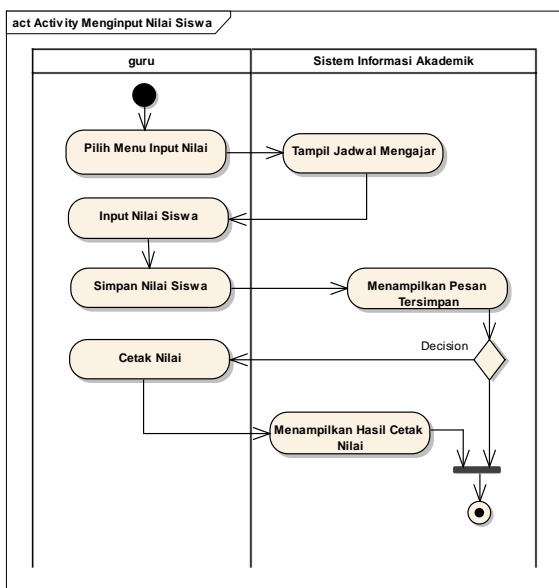 act Activity Menginput Nilai Siswa
guru
Sistem Informasi Akademik
Pilih Menu Input Nilai
Tampil Jadwal Mengajar
Input Nilai Siswa
Simpan Nilai Siswa
Menampilkan Pesan
Tersimpan
Decision
Cetak Nilai
Menampilkan Hasil Cetak
Nilai